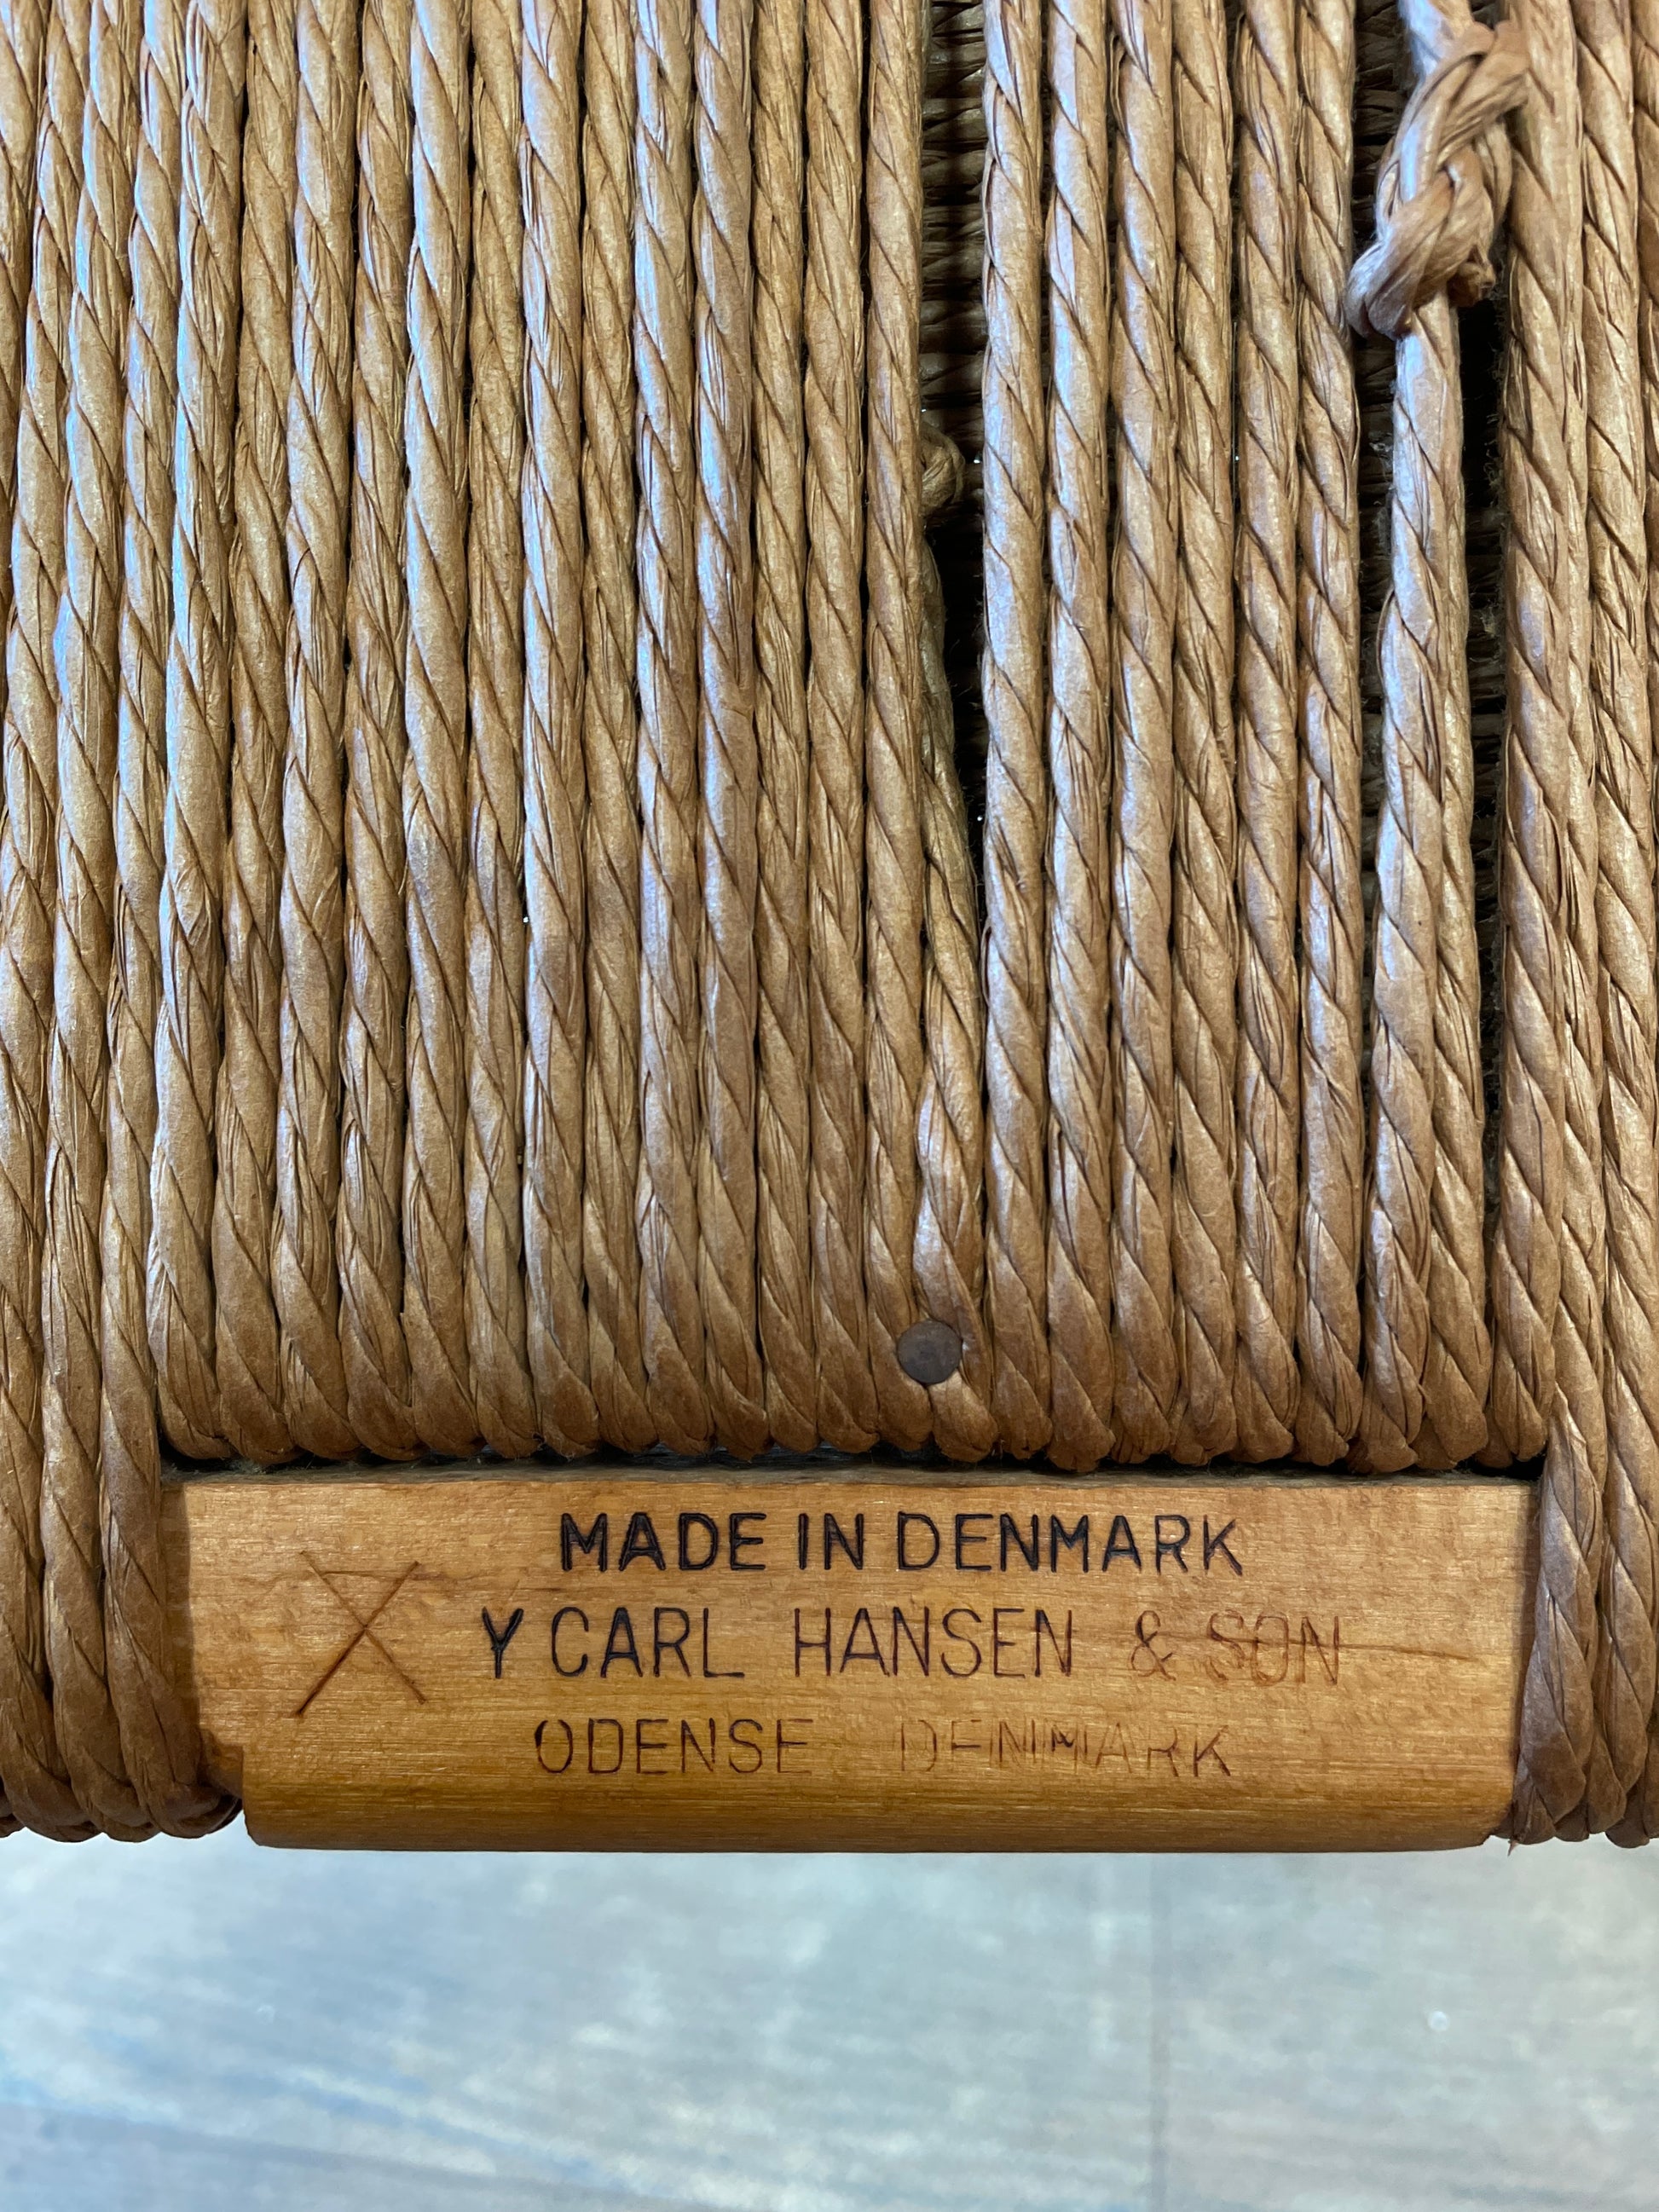 MADE IN DENMARK
Y CARL HANSEN & SON
ODENSE DENMARK